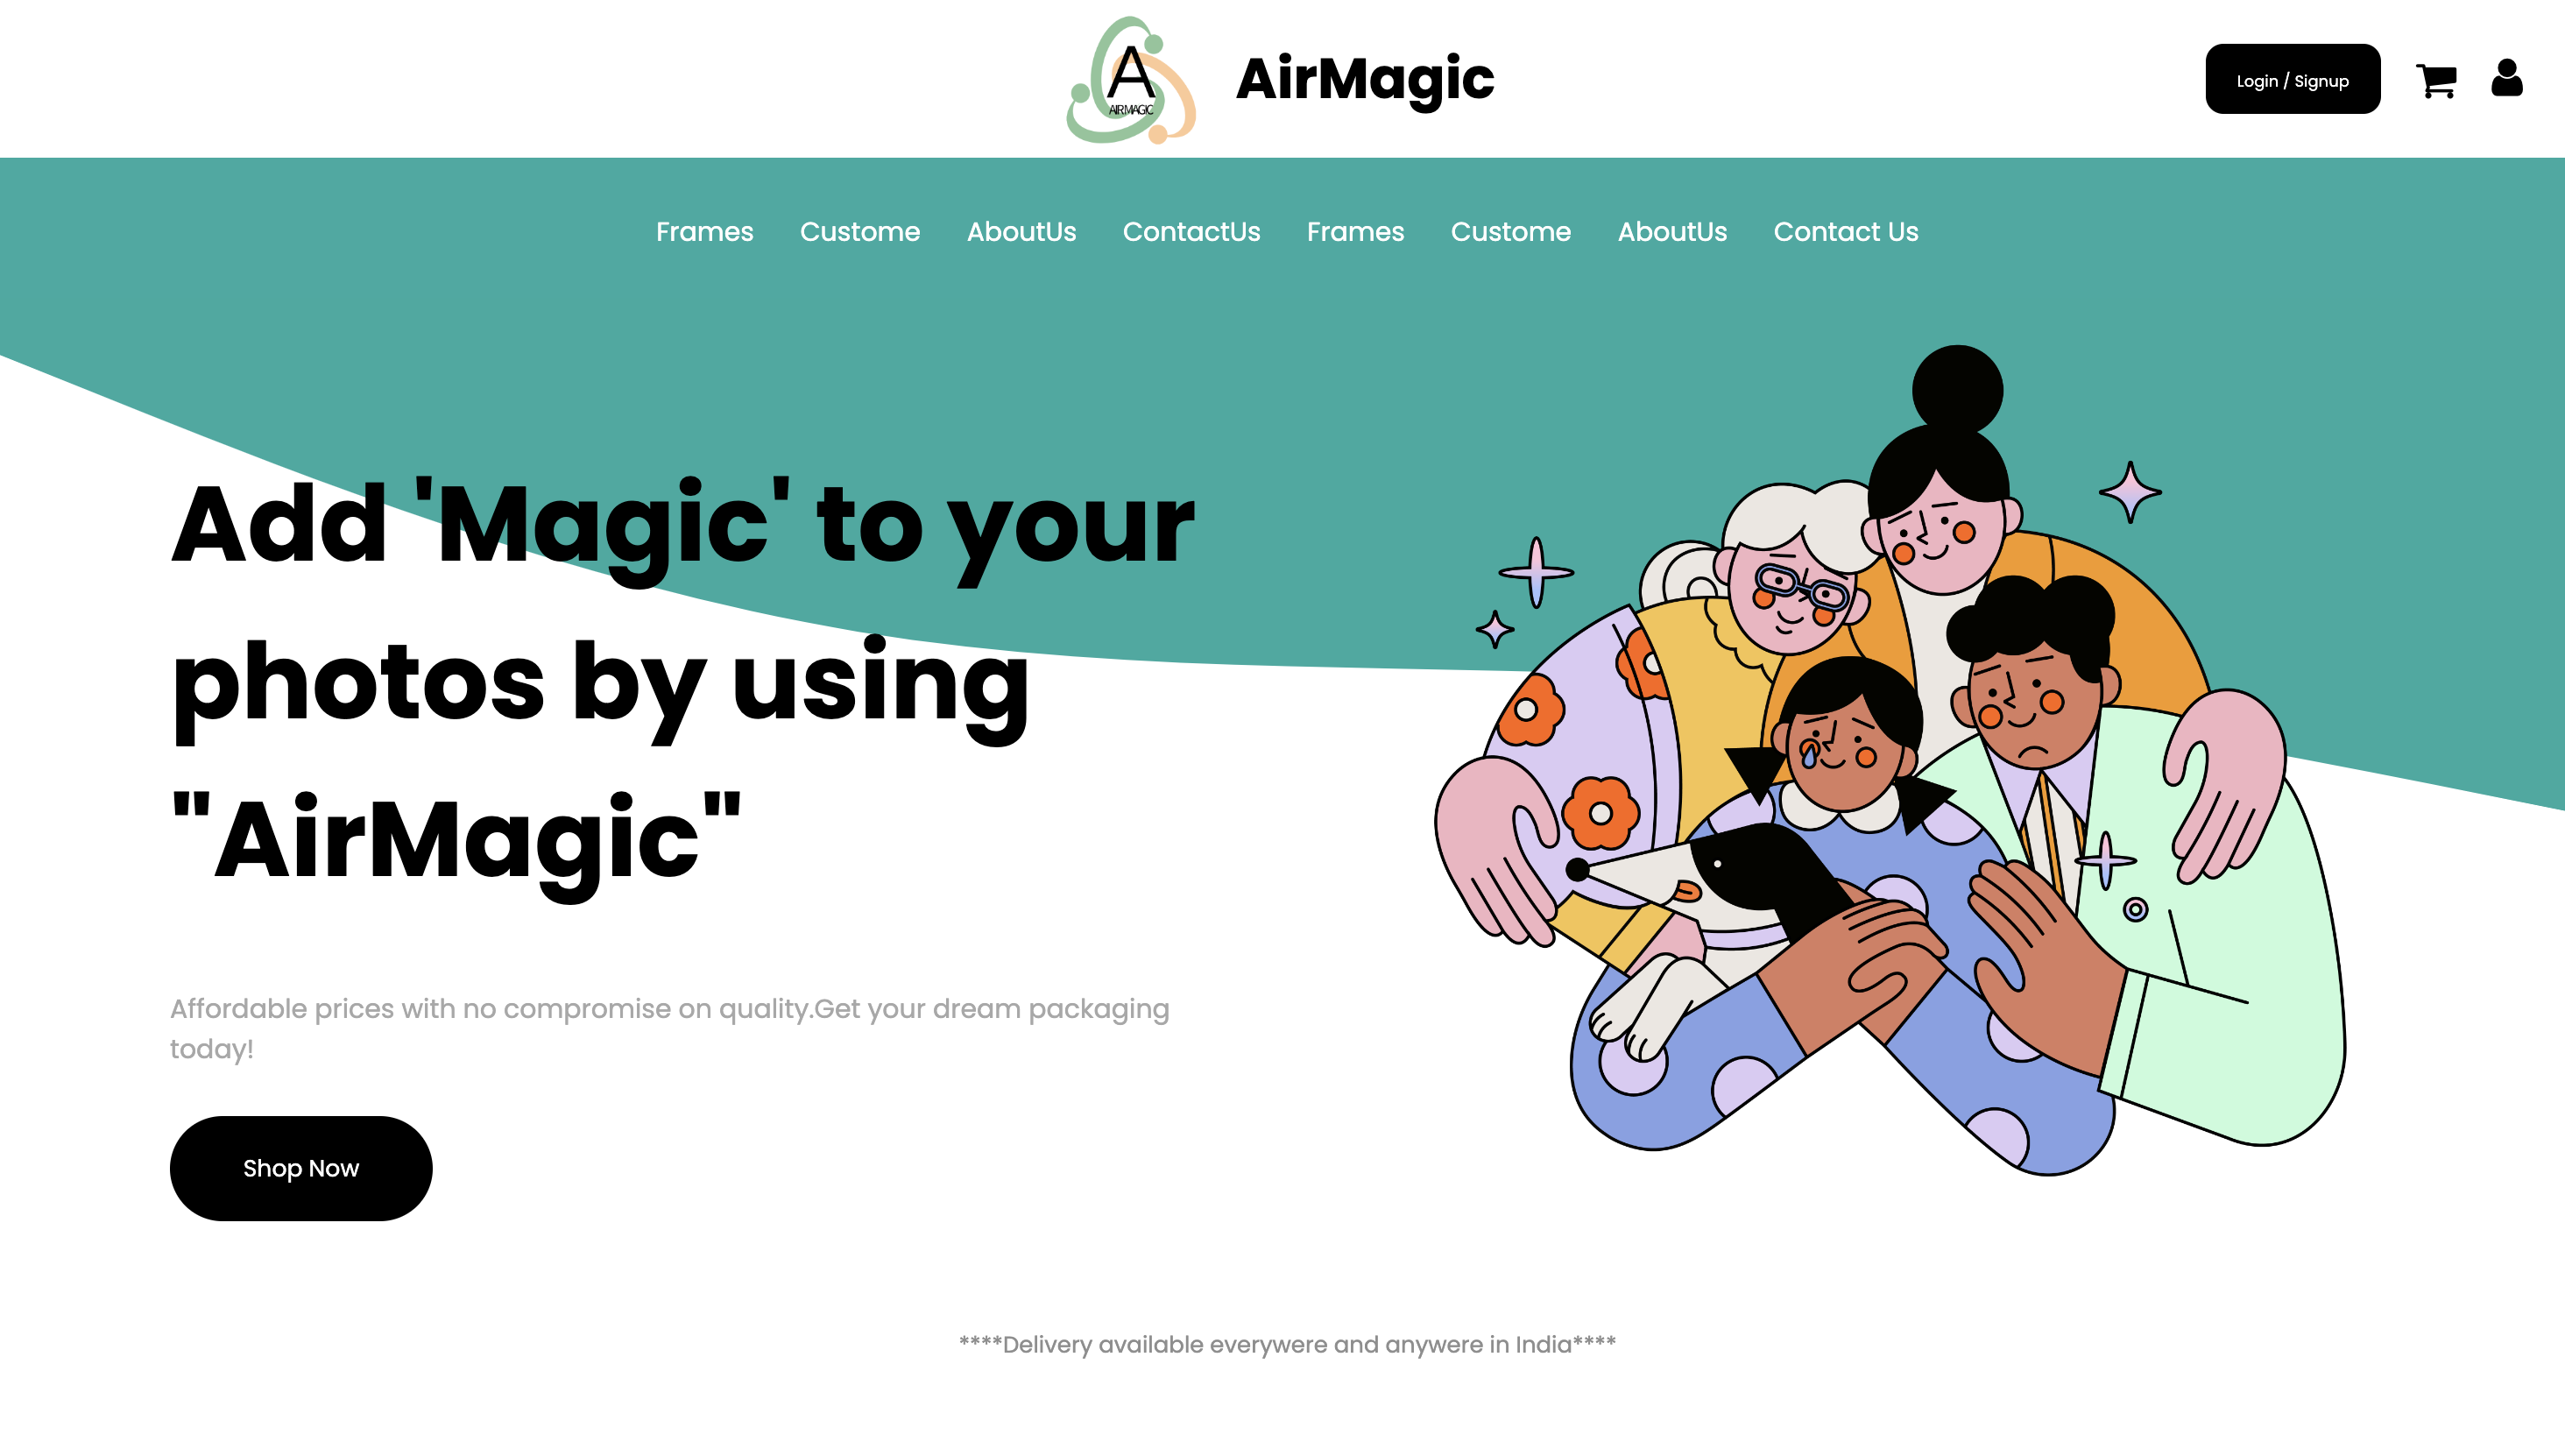 A
AIRMAGIC
AirMagic
Login / Signup
Frames Custome AboutUs ContactUs Frames Custome AboutUs Contact Us
Add 'Magic' to your
photos by using
"AirMagic"
Affordable prices with no compromise on quality.Get your dream packaging
today!
Shop Now
****Delivery available everywere and anywere in India****